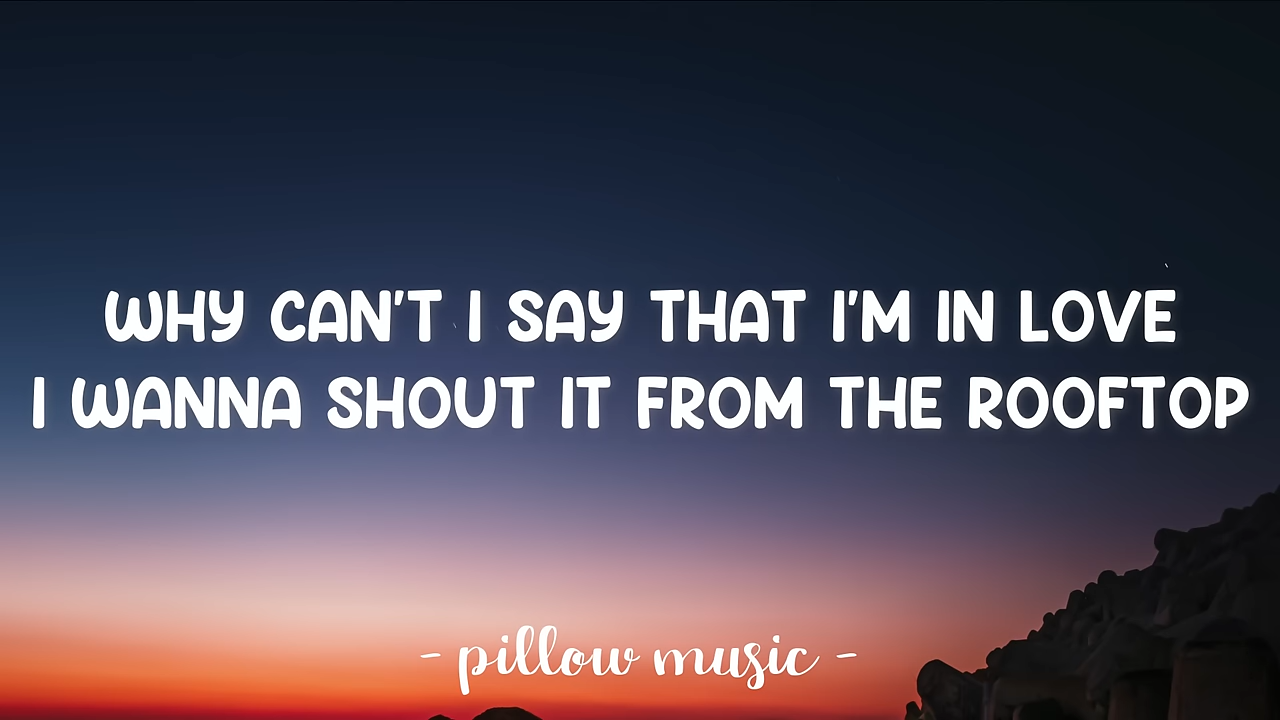 WHY CAN'T I SAY THAT I'M IN LOVE
I WANNA SHOUT IT FROM THE ROOFTOP
- pillow music -